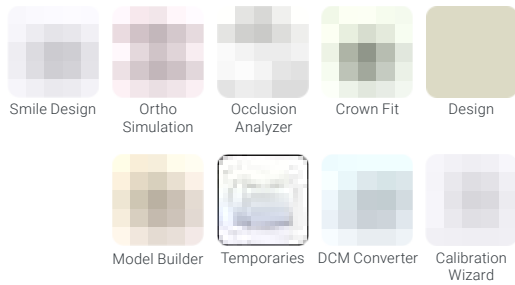 Smile Design
Ortho
Simulation
Occlusion
Analyzer
Crown Fit
Design
Model Builder
Temporaries
DCM Converter
Calibration
Wizard